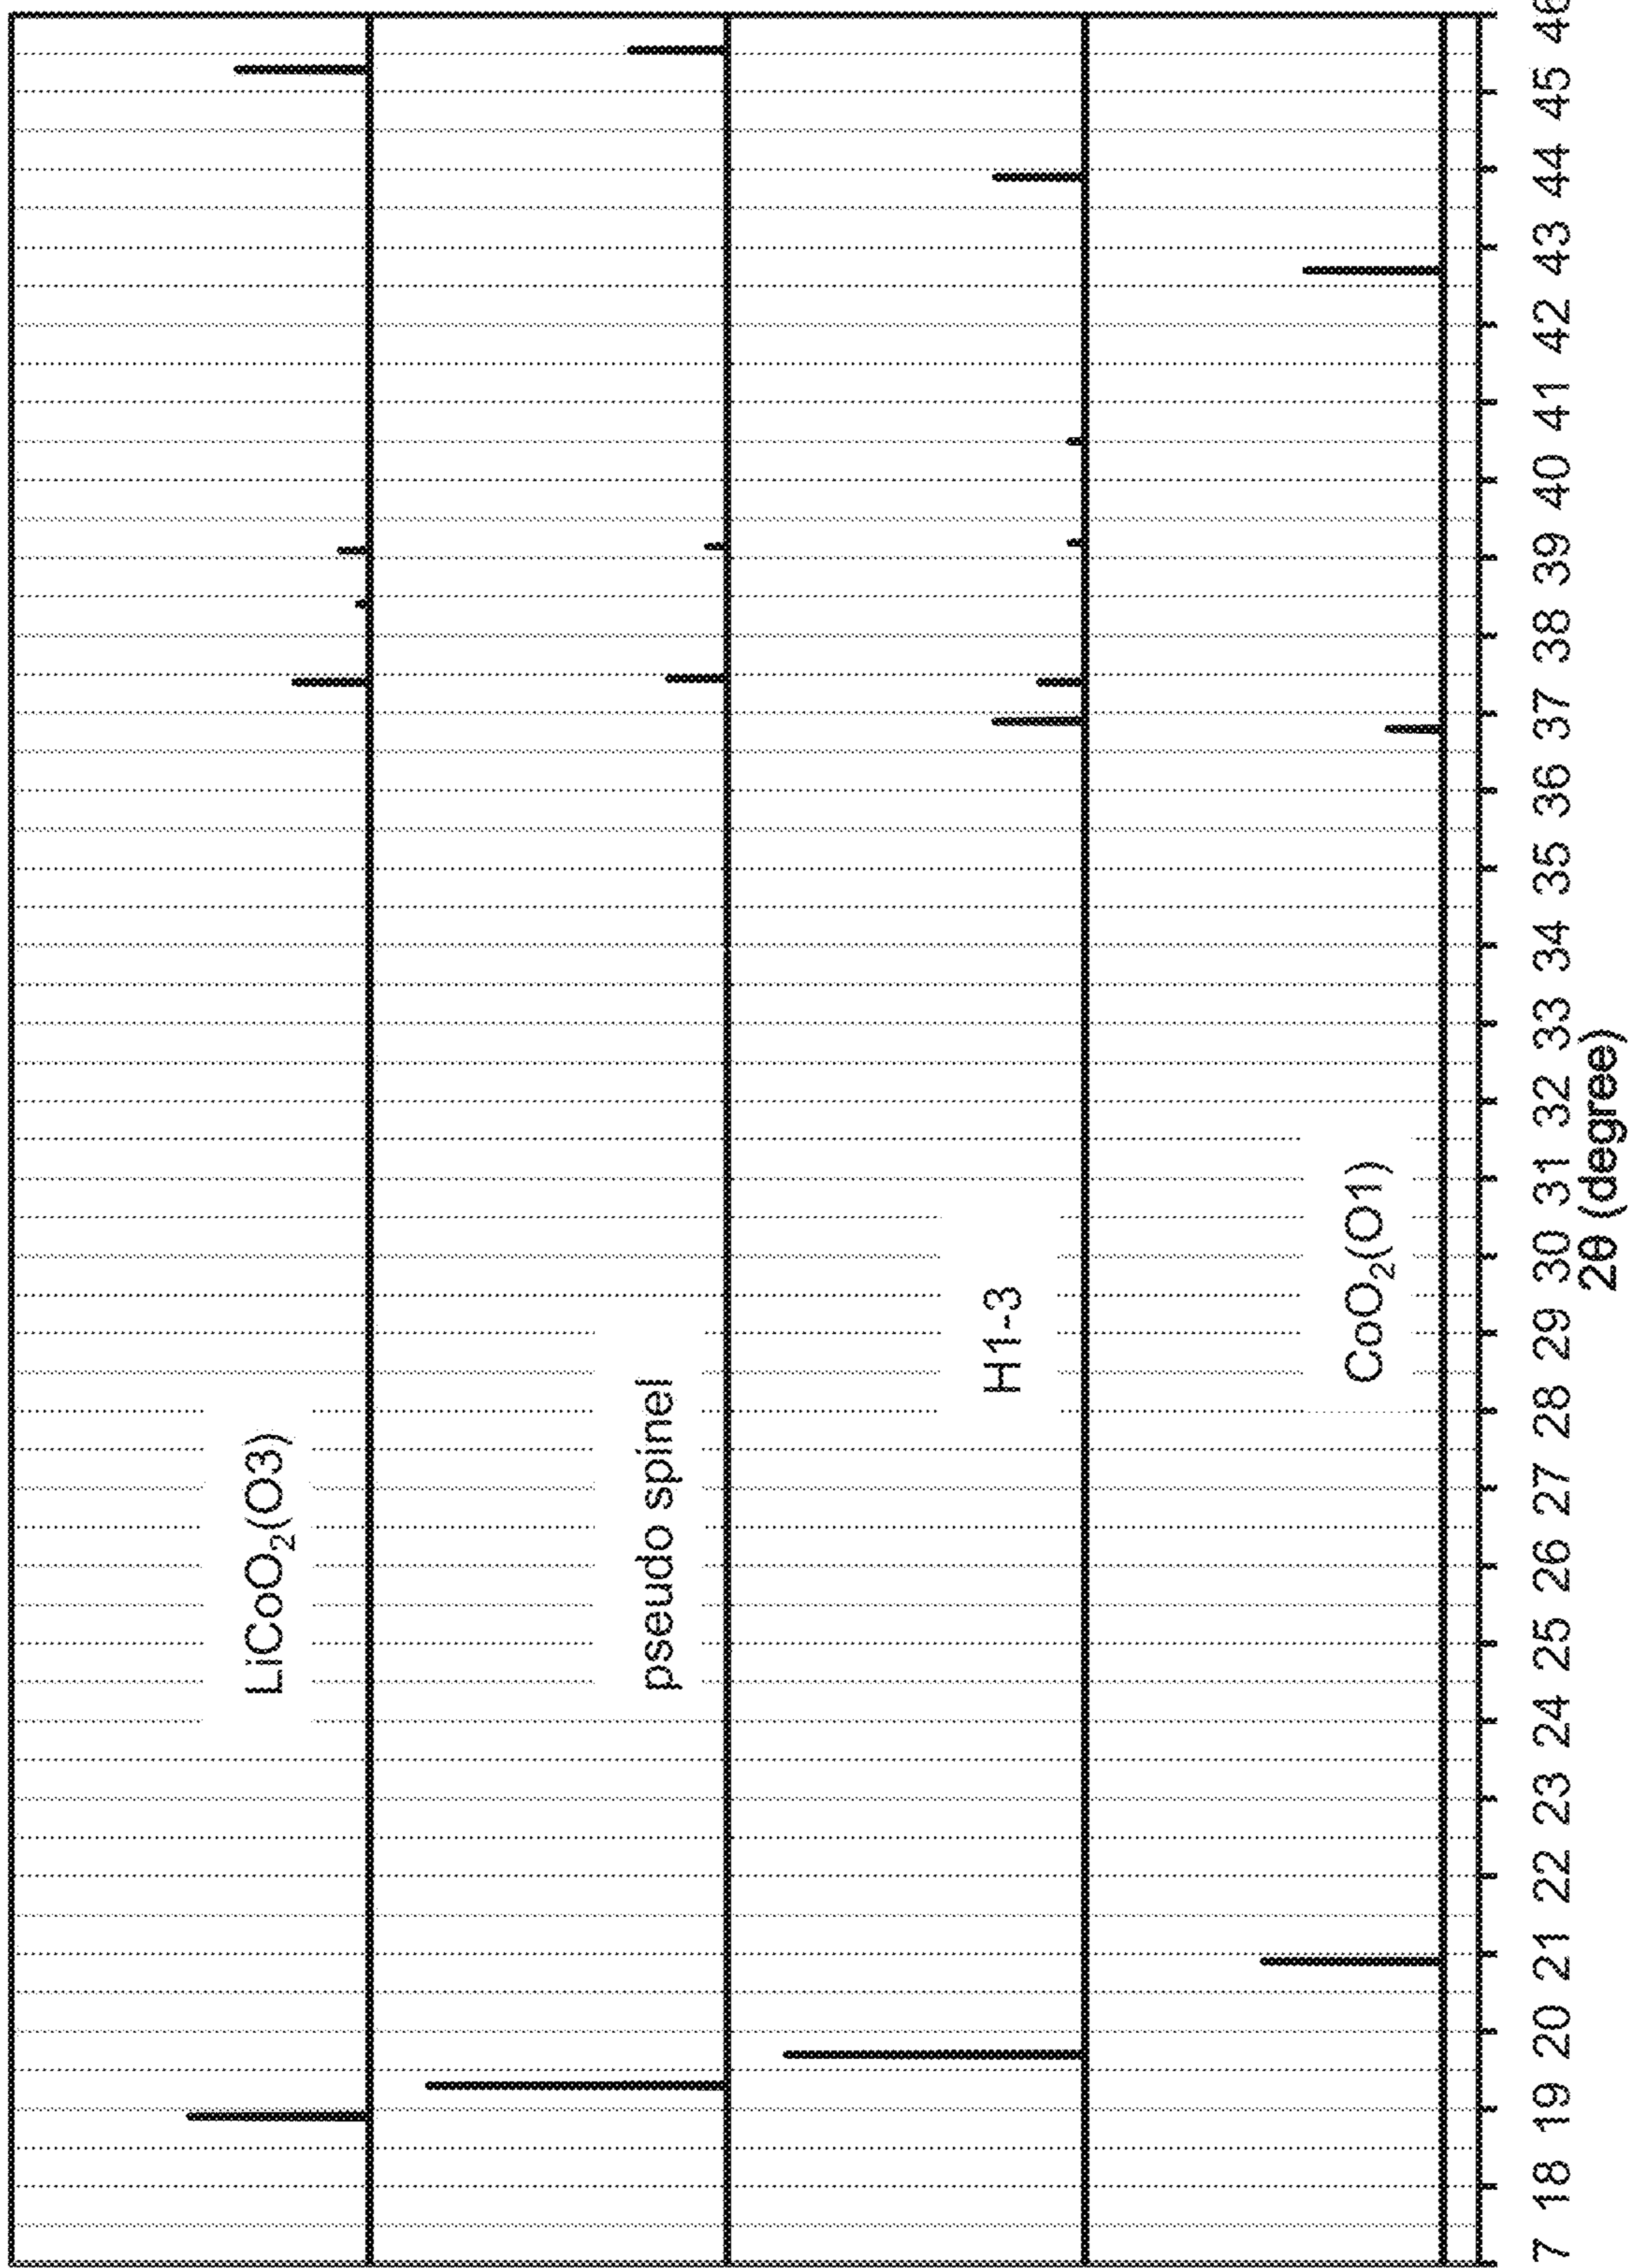 LiCoO₂(O3)
pseudo spinel
H1-3
CoO₂(O1)
7 18 19 20 21 22 23 24 25 26 27 28 29 30 31 32 33 34 35 36 37 38 39 40 41 42 43 44 45 46
2θ (degree)